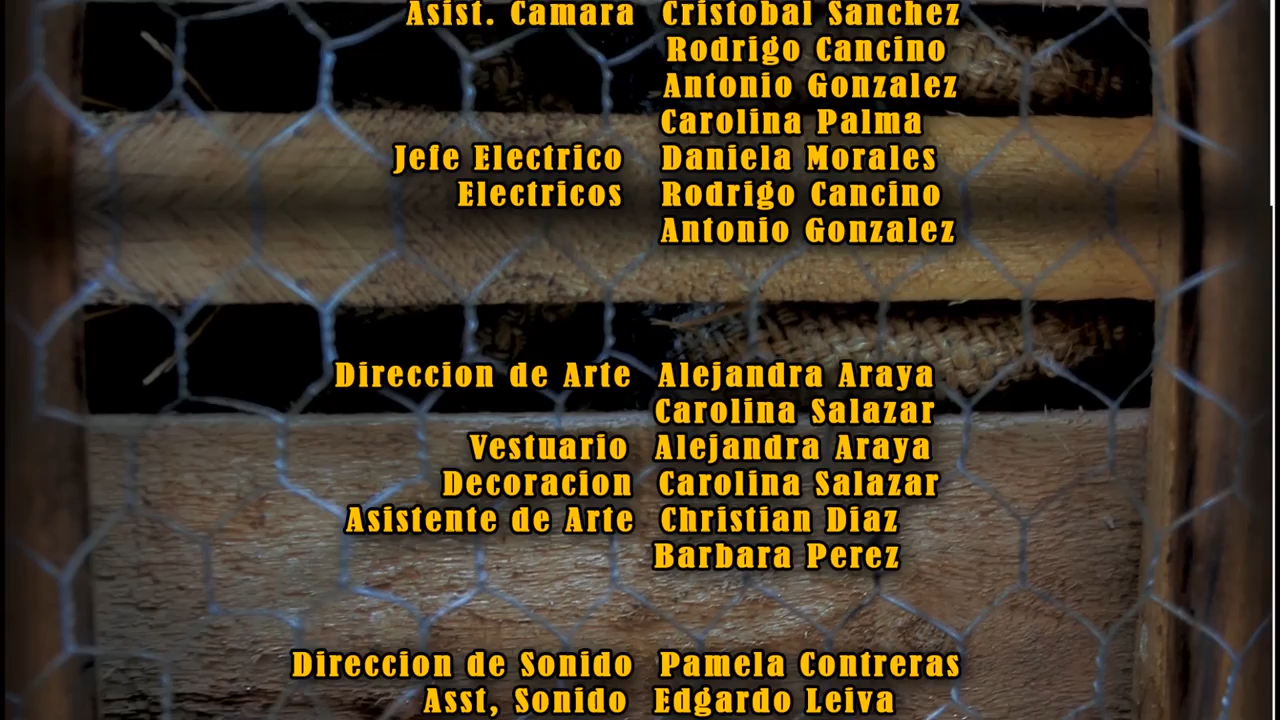 Asist. Camara Cristobal Sanchez
Rodrigo Cancino
Antonio Gonzalez
Carolina Palma
Jefe Electrico Daniela Morales
Electricos Rodrigo Cancino
Antonio Gonzalez
Direccion de Arte Alejandra Araya
Carolina Salazar
Vestuario Alejandra Araya
Decoracion Carolina Salazar
Asistente de Arte Christian Diaz
Barbara Perez
Direccion de Sonido Pamela Contreras
Asst, Sonido Edgardo Leiva